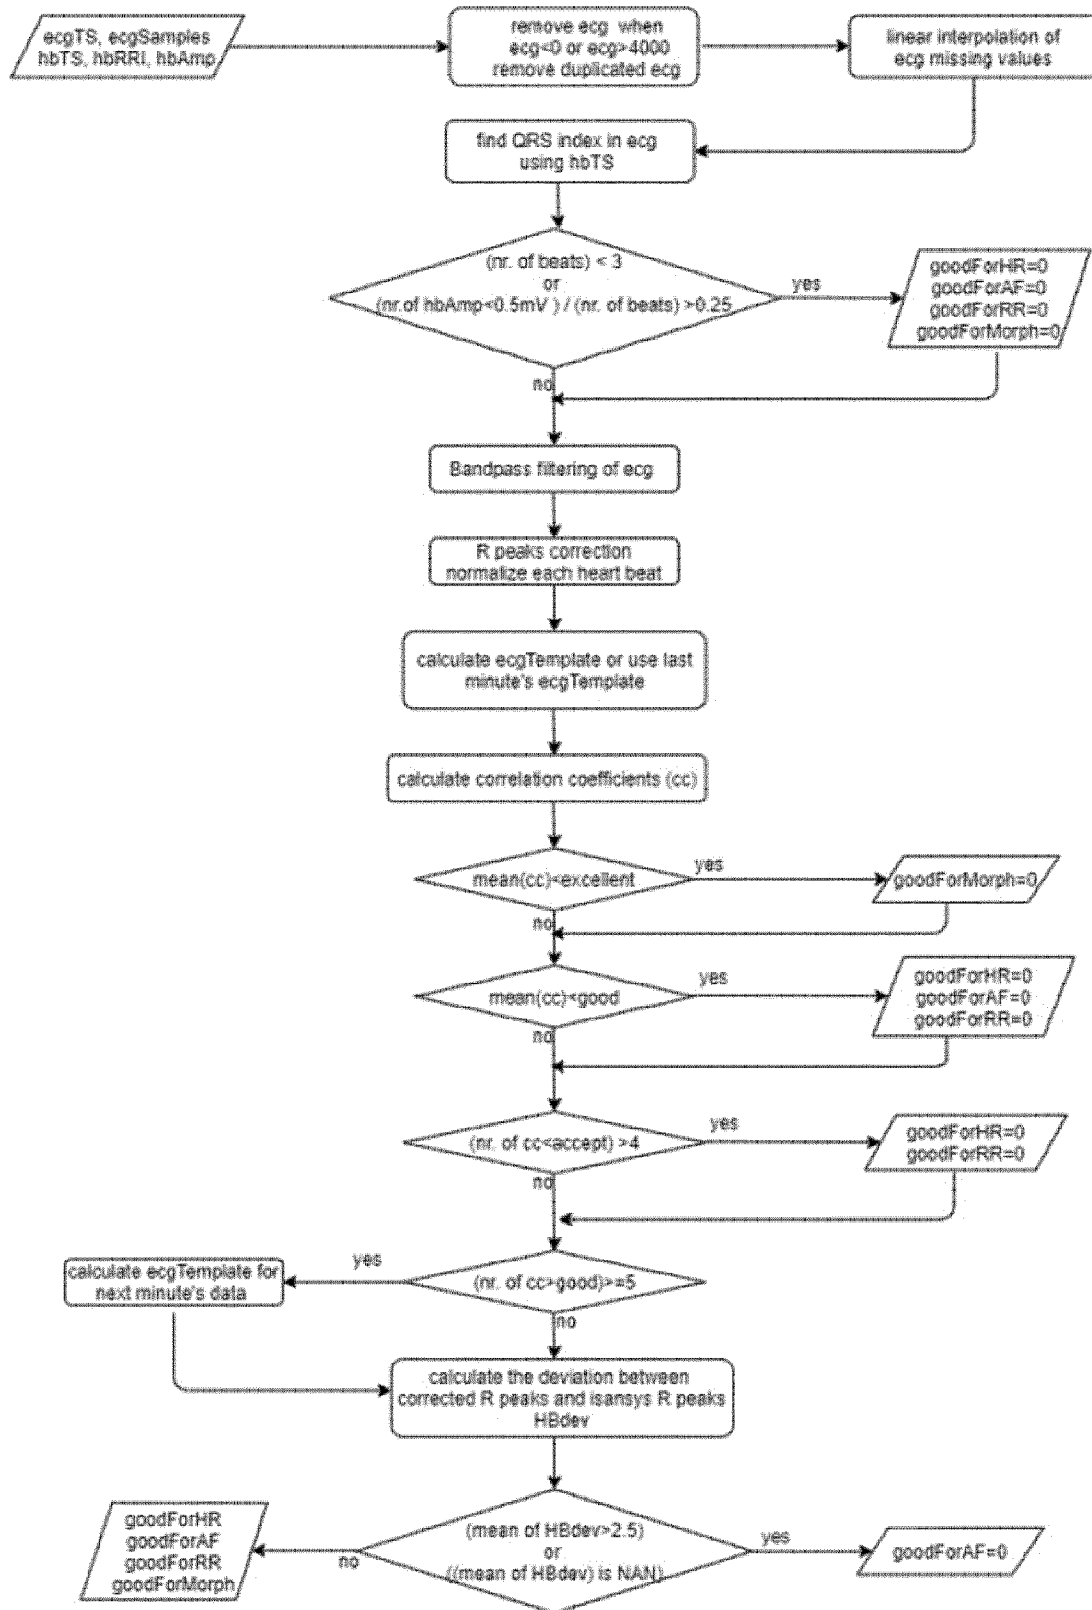 ecgTS, ecgSamples
hbTS, hbRRI, hbAmp
remove ecg when
ecg<0 or ecg>4000
remove duplicated ecg
linear interpolation of
ecg missing values
find QRS index in ecg
using hbTS
(nr. of beats) < 3
or
(nr.of hbAmp<0.5mV ) / (nr. of beats) >0.25
yes
goodForHR=0
goodForAF=0
goodForRR=0
goodForMorph=0
no
Bandpass filtering of ecg
R peaks correction
normalize each heart beat
calculate ecgTemplate or use last
minute's ecgTemplate
calculate correlation coefficients (cc)
mean(cc)<excellent
yes
goodForMorph=0
no
mean(cc)<good
yes
goodForHR=0
goodForAF=0
goodForRR=0
no
(nr. of cc<accept) >4
yes
goodForHR=0
goodForRR=0
no
(nr. of cc>good)>=5
yes
calculate ecgTemplate for
next minute's data
no
calculate the deviation between
corrected R peaks and isansys R peaks
HBdev
(mean of HBdev>2.5)
or
((mean of HBdev) is NAN)
no
goodForHR
goodForAF
goodForRR
goodForMorph
yes
goodForAF=0